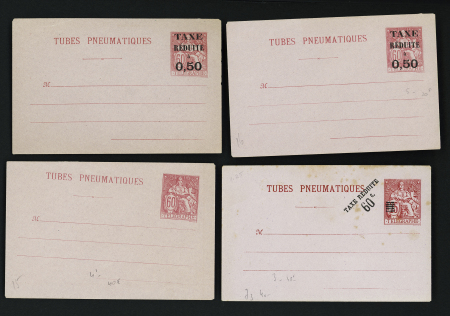 TUBES PNEUMATIQUES
TAXE
RÉDUITE
0,50
M
TUBES PNEUMATIQUES
TAXE
RÉDUITE
0,50
M
TUBES PNEUMATIQUES
60
M
TUBES PNEUMATIQUES
TAXE RÉDUITE
60 c.
M